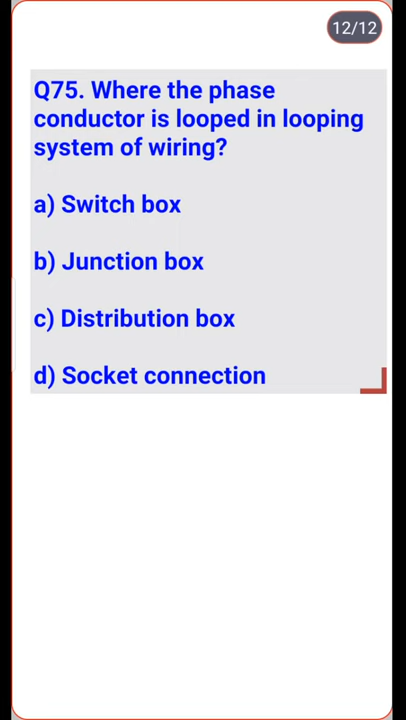 12/12
Q75. Where the phase
conductor is looped in looping
system of wiring?
a) Switch box
b) Junction box
c) Distribution box
d) Socket connection